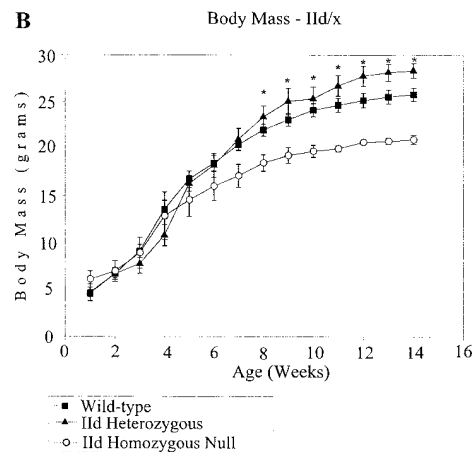 B
Body Mass - IId/x
Body Mass (grams)
30
25
20
15
10
5
0
* * * * * * *
0 2 4 6 8 10 12 14 16
Age (Weeks)
Wild-type
IId Heterozygous
IId Homozygous Null